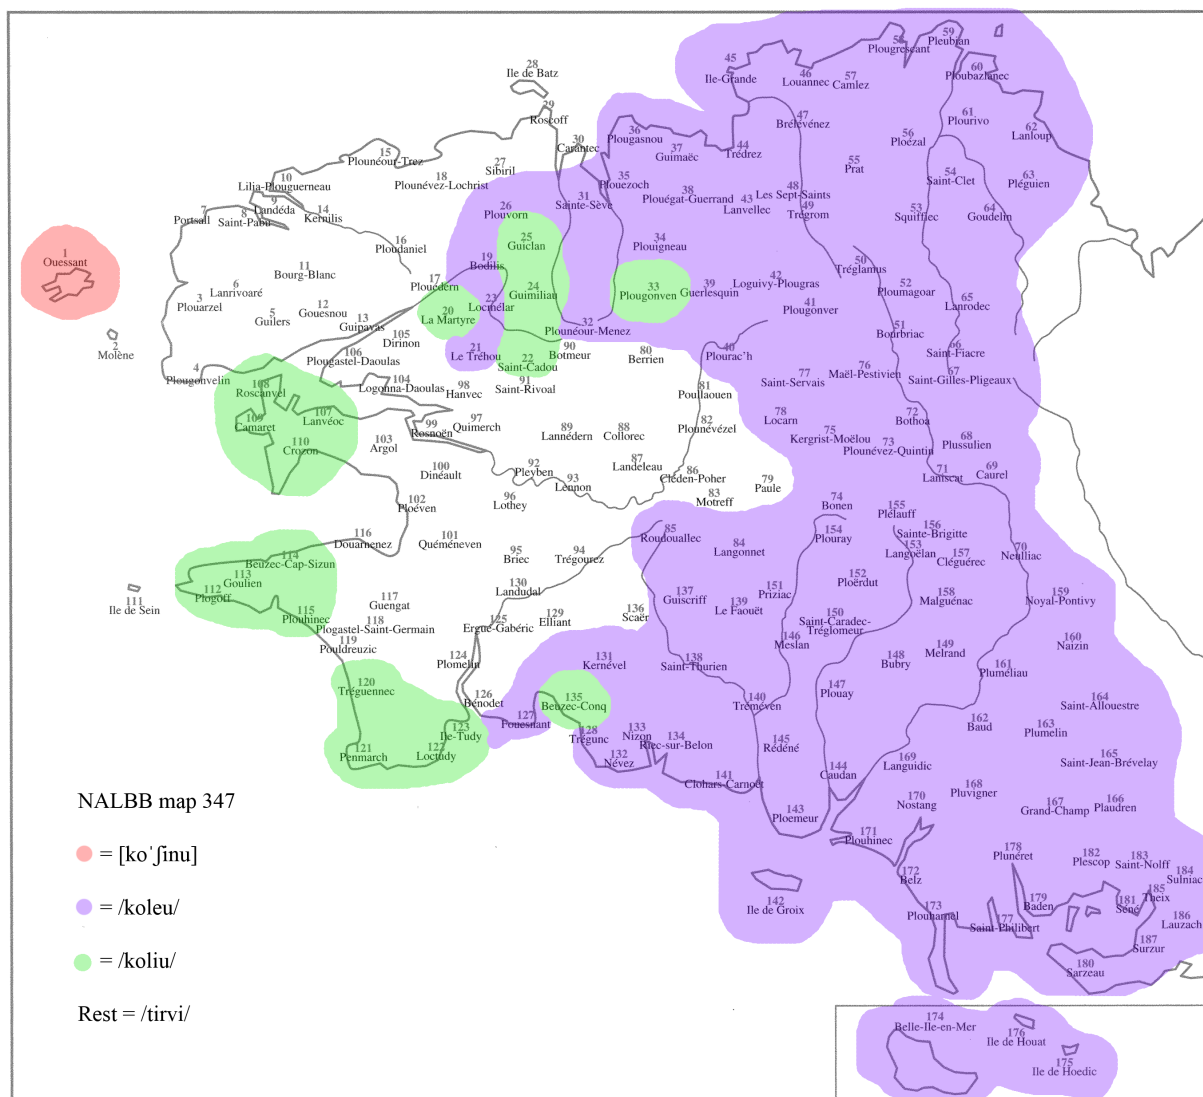 28
Ile de Batz
29
Roscoff
30
Carantec
15
Plounéour-Trez
27
Sibiril
18
Plounévez-Lochrist
10
Lilia-Plouguerneau
9
Landéda
14
Kernilis
7
Portsall
8
Saint-Pabu
16
Ploudaniel
26
Plouvorn
31
Sainte-Sève
36
Plougasnou
37
Guimaëc
35
Plouezoch
38
Plouégat-Guerrand
44
Trédrez
45
Ile-Grande
46
Louannec
57
Camlez
58
Plougrescant
59
Pleubian
60
Ploubazlanec
47
Brélévénez
61
Plourivo
62
Lanloup
56
Ploëzal
55
Prat
54
Saint-Clet
63
Pléguien
48
Les Sept-Saints
43
Lanvellec
49
Trégrom
53
Squiffiec
64
Goudelin
1
Ouessant
11
Bourg-Blanc
6
Lanrivoaré
3
Plouarzel
5
Guilers
12
Gouesnou
13
Guipavas
17
Plouédern
19
Bodilis
25
Guiclan
24
Guimiliau
23
Locmélar
20
La Martyre
21
Le Tréhou
22
Saint-Cadou
32
Plounéour-Menez
34
Plouigneau
33
Plougonven
39
Guerlesquin
42
Loguivy-Plougras
41
Plougonver
50
Tréglamus
52
Ploumagoar
65
Lanrodec
51
Bourbriac
66
Saint-Fiacre
67
Saint-Gilles-Pligeaux
2
Molène
4
Plougonvelin
105
Dirinon
106
Plougastel-Daoulas
104
Logonna-Daoulas
98
Hanvec
91
Saint-Rivoal
90
Botmeur
80
Berrien
40
Plourac’h
81
Poullaouen
77
Saint-Servais
76
Maël-Pestivien
108
Roscanvel
107
Lanvéoc
109
Camaret
110
Crozon
103
Argol
99
Rosnoën
97
Quimerch
89
Lannédern
88
Collorec
82
Plounévézel
78
Locarn
75
Kergrist-Moëlou
73
Plounévez-Quintin
72
Bothoa
68
Plussulien
100
Dinéault
92
Pleyben
93
Lennon
87
Landeleau
86
Cléden-Poher
83
Motreff
79
Paule
74
Bonen
71
Laniscat
69
Caurel
102
Ploéven
96
Lothey
116
Douarnenez
101
Quéméneven
95
Briec
94
Trégourez
85
Roudouallec
84
Langonnet
154
Plouray
155
Plélauff
156
Sainte-Brigitte
153
Langoëlan
157
Cléguérec
70
Neulliac
114
Beuzec-Cap-Sizun
113
Goulien
112
Plogoff
111
Ile de Sein
115
Plouhinec
117
Guengat
118
Plogastel-Saint-Germain
119
Pouldreuzic
130
Landudal
125
Ergué-Gabéric
129
Elliant
136
Scaër
137
Guiscriff
139
Le Faouët
151
Priziac
152
Ploërdut
158
Malguénac
159
Noyal-Pontivy
150
Saint-Caradec-
Trégomeur
146
Meslan
149
Melrand
148
Bubry
160
Naizin
161
Pluméliau
124
Plomelin
131
Kernével
138
Saint-Thurien
147
Plouay
164
Saint-Allouestre
120
Tréguennec
126
Bénodet
127
Fouesnant
135
Beuzec-Conq
140
Tréméven
162
Baud
163
Plumelin
121
Penmarch
122
Loctudy
123
Ile-Tudy
128
Trégunc
133
Nizon
134
Riec-sur-Belon
132
Névez
145
Rédené
165
Saint-Jean-Brévelay
141
Clohars-Carnoët
144
Caudan
169
Languidic
168
Pluvigner
170
Nostang
167
Grand-Champ
166
Plaudren
143
Ploemeur
171
Plouhinec
178
Plunéret
182
Plescop
183
Saint-Nolff
184
Sulniac
172
Belz
179
Baden
181
Séné
185
Theix
186
Lauzach
142
Ile de Groix
173
Plouharnel
177
Saint-Philibert
187
Surzur
180
Sarzeau
174
Belle-Ile-en-Mer
176
Ile de Houat
175
Ile de Hoedic
NALBB map 347
= [koˈʃĩnu]
= /koleu/
= /koliu/
Rest = /tirvi/